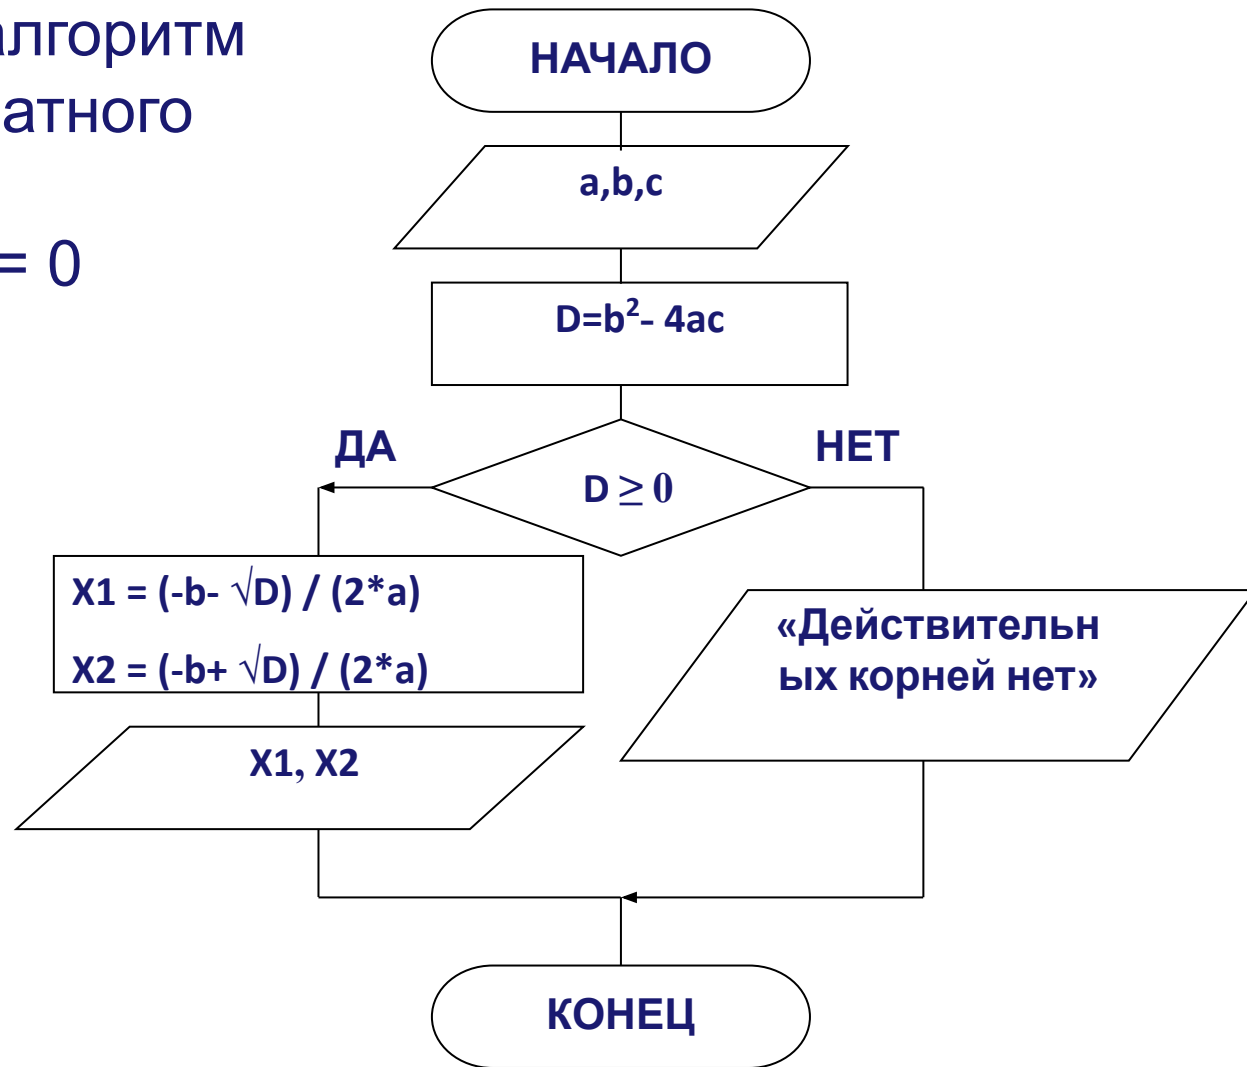 алгоритм
атного
= 0
НАЧАЛО
a,b,c
D=b²- 4ac
ДА
НЕТ
D ≥ 0
X1 = (-b- √D) / (2*a)
X2 = (-b+ √D) / (2*a)
«Действительн
ых корней нет»
X1, X2
КОНЕЦ